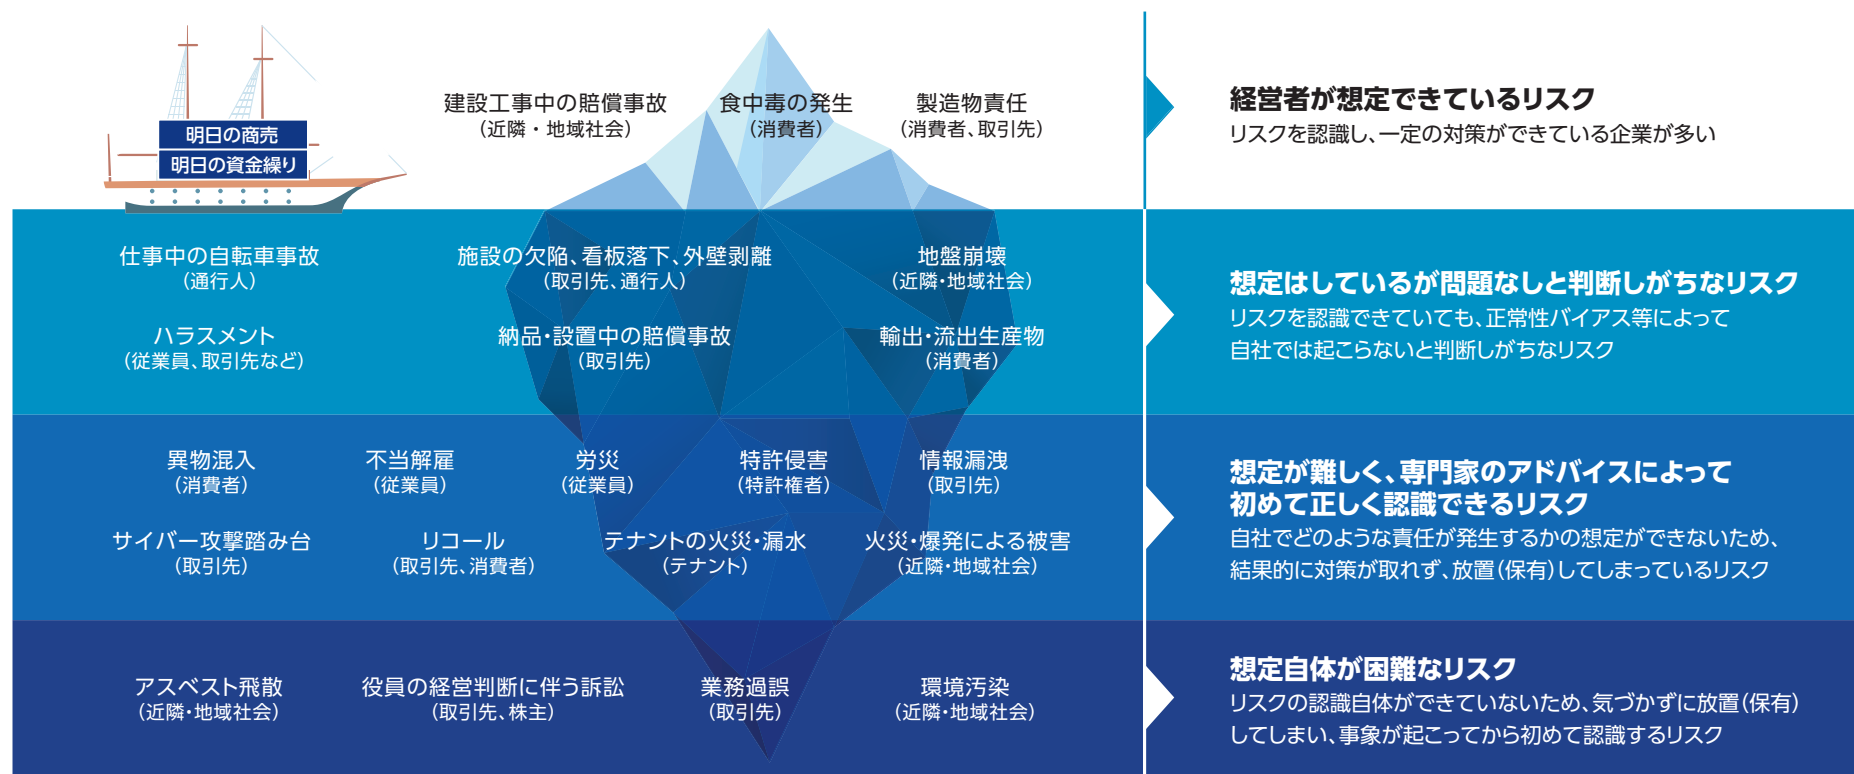 明日の商売
明日の資金繰り
建設工事中の賠償事故
（近隣・地域社会）
食中毒の発生
（消費者）
製造物責任
（消費者、取引先）
経営者が想定できているリスク
リスクを認識し、一定の対策ができている企業が多い
仕事中の自転車事故
（通行人）
施設の欠陥、看板落下、外壁剥離
（取引先、通行人）
地盤崩壊
（近隣・地域社会）
ハラスメント
（従業員、取引先など）
納品・設置中の賠償事故
（取引先）
輸出・流出生産物
（消費者）
想定はしているが問題なしと判断しがちなリスク
リスクを認識できていても、正常性バイアス等によって
自社では起こらないと判断しがちなリスク
異物混入
（消費者）
不当解雇
（従業員）
労災
（従業員）
特許侵害
（特許権者）
情報漏洩
（取引先）
サイバー攻撃踏み台
（取引先）
リコール
（取引先、消費者）
テナントの火災・漏水
（テナント）
火災・爆発による被害
（近隣・地域社会）
想定が難しく、専門家のアドバイスによって
初めて正しく認識できるリスク
自社でどのような責任が発生するかの想定ができないため、
結果的に対策が取れず、放置（保有）してしまっているリスク
アスベスト飛散
（近隣・地域社会）
役員の経営判断に伴う訴訟
（取引先、株主）
業務過誤
（取引先）
環境汚染
（近隣・地域社会）
想定自体が困難なリスク
リスクの認識自体ができていないため、気づかずに放置（保有）
してしまい、事象が起こってから初めて認識するリスク